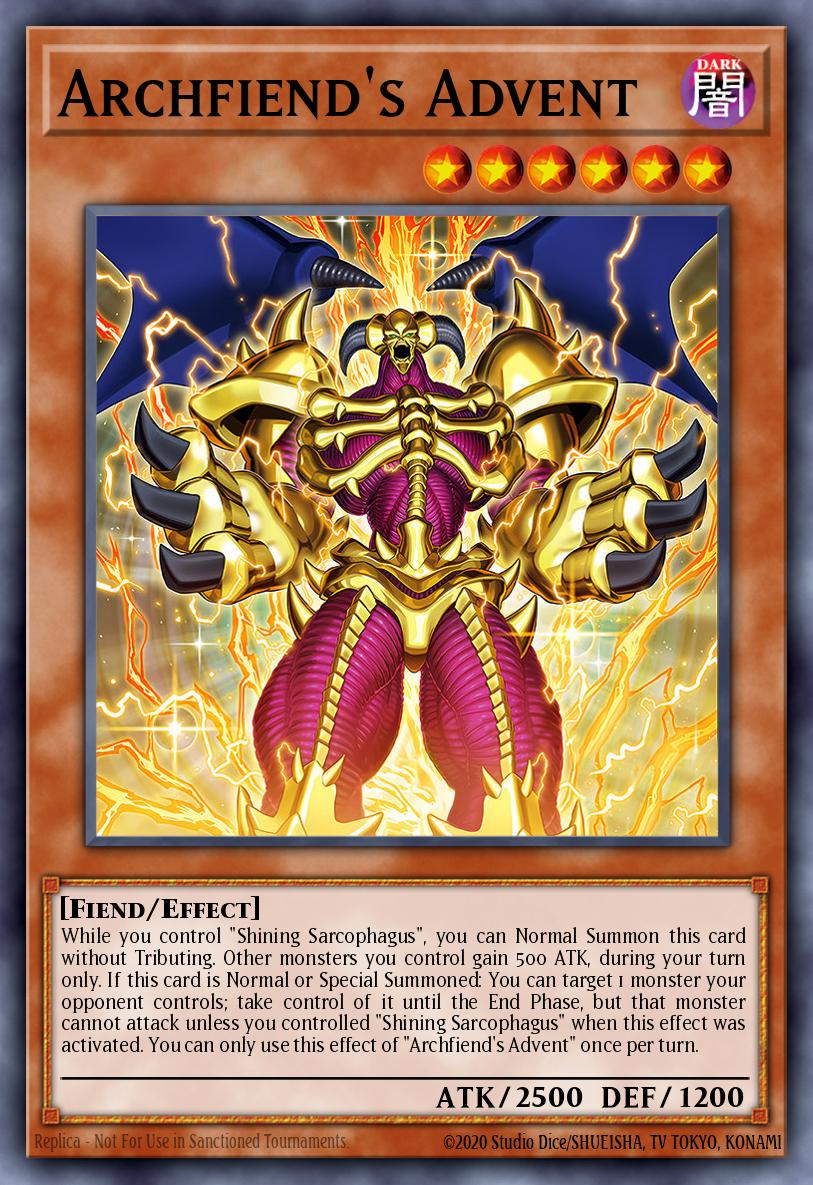 Archfiend's Advent
DARK
闇
[Fiend/Effect]
While you control "Shining Sarcophagus", you can Normal Summon this card
without Tributing. Other monsters you control gain 500 ATK, during your turn
only. If this card is Normal or Special Summoned: You can target 1 monster your
opponent controls; take control of it until the End Phase, but that monster
cannot attack unless you controlled "Shining Sarcophagus" when this effect was
activated. You can only use this effect of "Archfiend's Advent" once per turn.
ATK/2500 DEF/1200
Replica - Not For Use in Sanctioned Tournaments. ©2020 Studio Dice/SHUEISHA, TV TOKYO, KONAMI